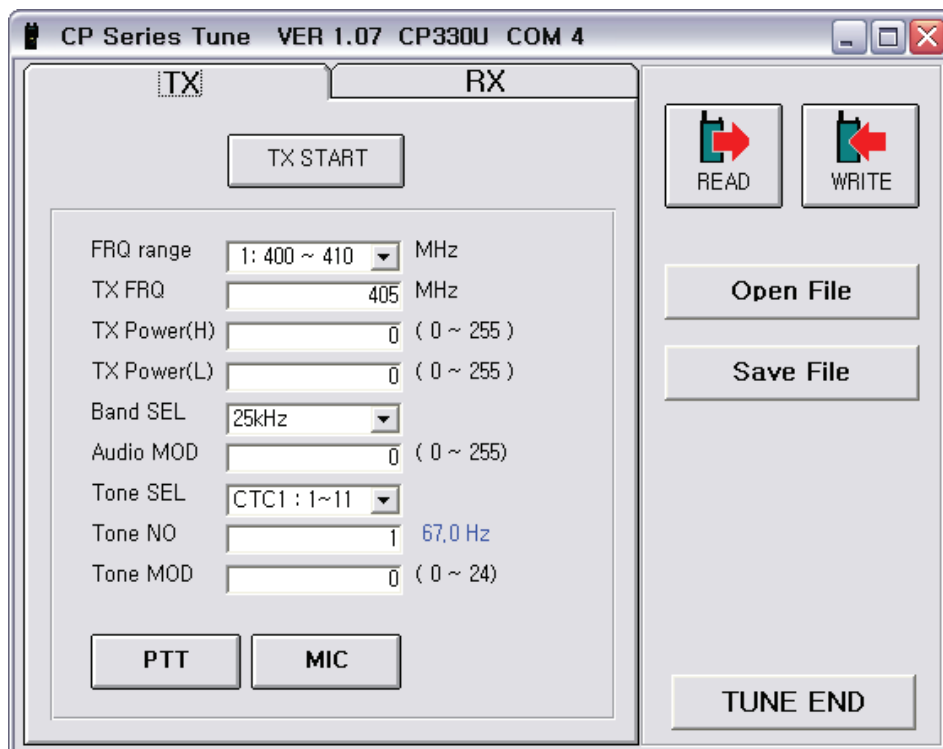 CP Series Tune VER 1.07 CP330U COM 4
TX RX
TX START
FRQ range 1: 400 ~ 410 MHz
TX FRQ 405 MHz
TX Power(H) 0 ( 0 ~ 255 )
TX Power(L) 0 ( 0 ~ 255 )
Band SEL 25kHz
Audio MOD 0 ( 0 ~ 255)
Tone SEL CTC1 : 1~11
Tone NO 1 67,0 Hz
Tone MOD 0 ( 0 ~ 24)
PTT MIC
READ WRITE
Open File
Save File
TUNE END